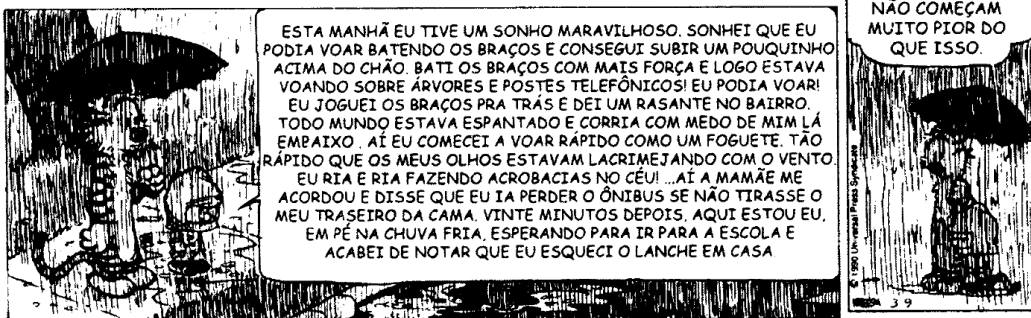 ESTA MANHÃ EU TIVE UM SONHO MARAVILHOSO. SONHEI QUE EU
PODIA VOAR BATENDO OS BRAÇOS E CONSEGUI SUBIR UM POUQUINHO
ACIMA DO CHÃO. BATI OS BRAÇOS COM MAIS FORÇA E LOGO ESTAVA
VOANDO SOBRE ÁRVORES E POSTES TELEFÔNICOS! EU PODIA VOAR!
EU JOGUEI OS BRAÇOS PRA TRÁS E DEI UM RASANTE NO BAIRRO.
TODO MUNDO ESTAVA ESPANTADO E CORRIA COM MEDO DE MIM LÁ
EMPAIXO . AÍ EU COMECEI A VOAR RÁPIDO COMO UM FOGUETE. TÃO
RÁPIDO QUE OS MEUS OLHOS ESTAVAM LACRIMEJANDO COM O VENTO.
EU RIA E RIA FAZENDO ACROBACIAS NO CÉU! ...AÍ A MAMÃE ME
ACORDOU E DISSE QUE EU IA PERDER O ÔNIBUS SE NÃO TIRASSE O
MEU TRASEIRO DA CAMA. VINTE MINUTOS DEPOIS, AQUI ESTOU EU,
EM PÉ NA CHUVA FRIA, ESPERANDO PARA IR PARA A ESCOLA E
ACABEI DE NOTAR QUE EU ESQUECI O LANCHE EM CASA
NÃO COMEÇAM
MUITO PIOR DO
QUE ISSO.
© 1990 Universal Press Syndicate
3 9